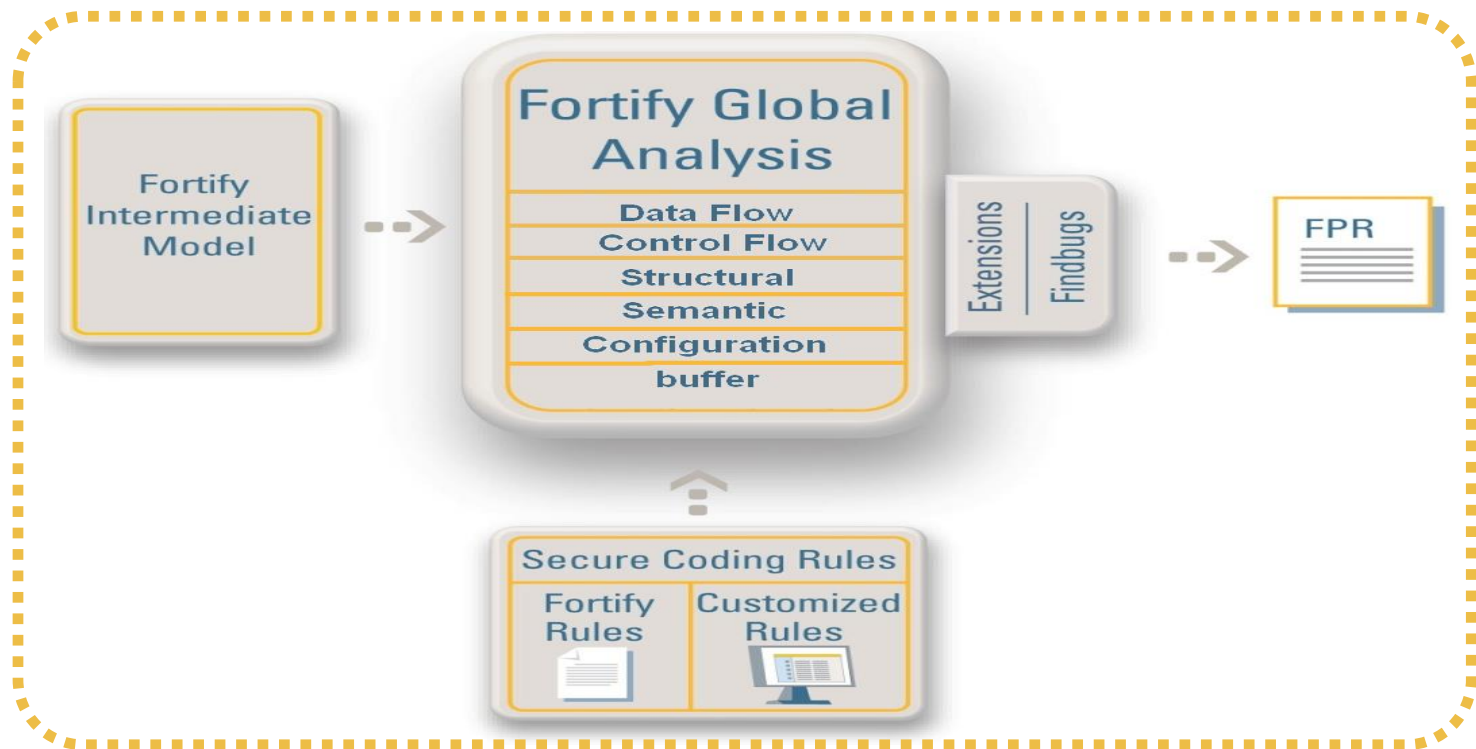 Fortify
Intermediate
Model
Fortify Global
Analysis
Data Flow
Control Flow
Structural
Semantic
Configuration
buffer
Extensions
Findbugs
FPR
Secure Coding Rules
Fortify
Rules
Customized
Rules